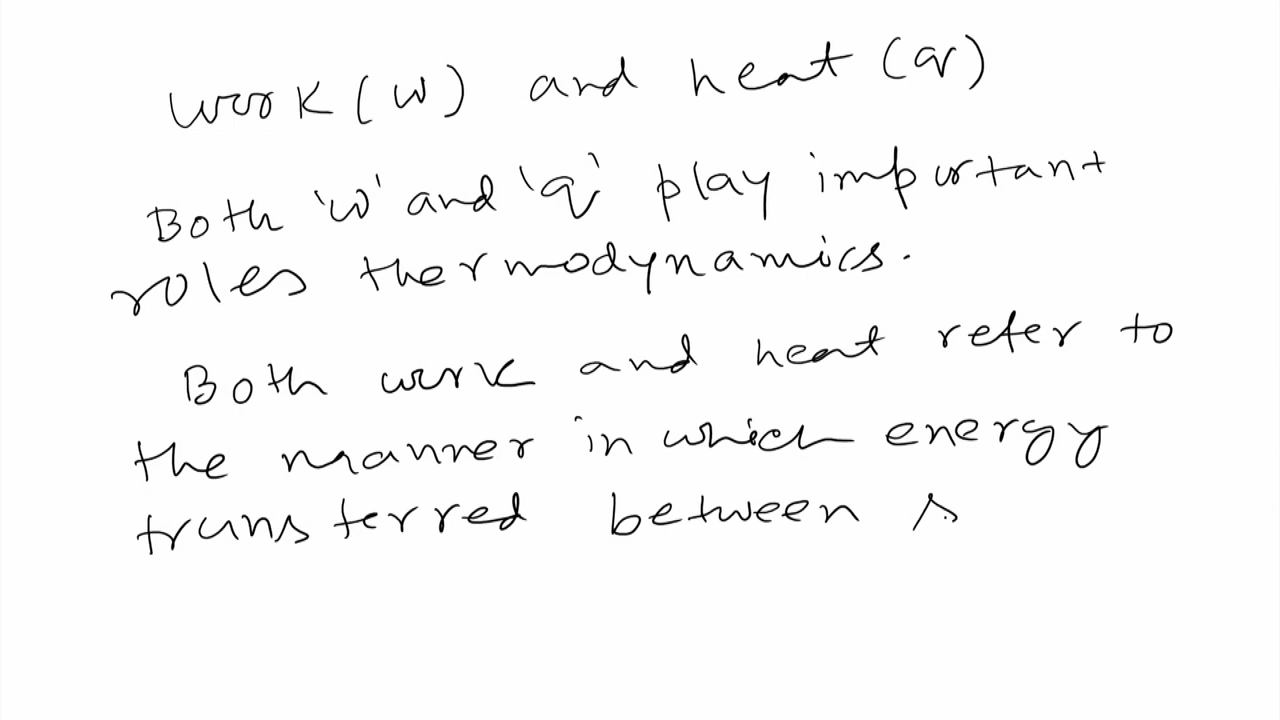 Work (w) and heat (q)
Both 'w' and 'q' play important
roles thermodynamics.
Both work and heat refer to
the manner in which energy
transferred between s